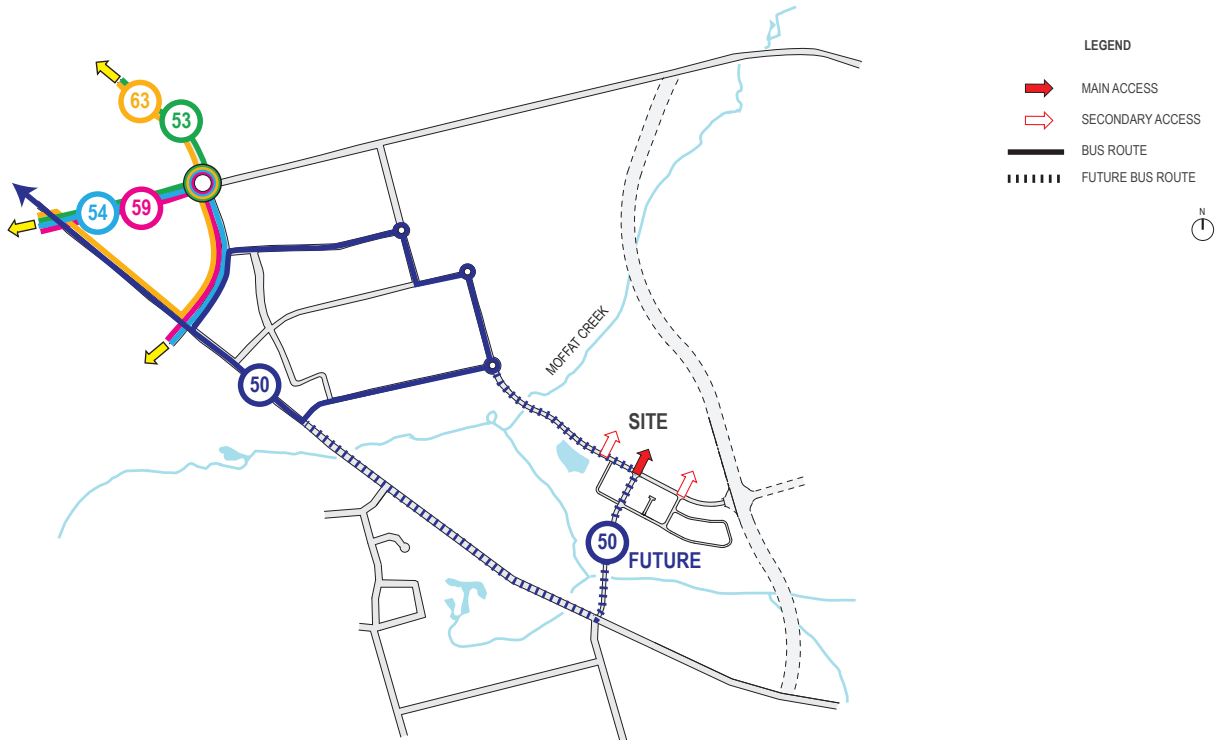 LEGEND
MAIN ACCESS
SECONDARY ACCESS
BUS ROUTE
FUTURE BUS ROUTE
N
63
53
54
59
50
MOFFAT CREEK
SITE
50
FUTURE